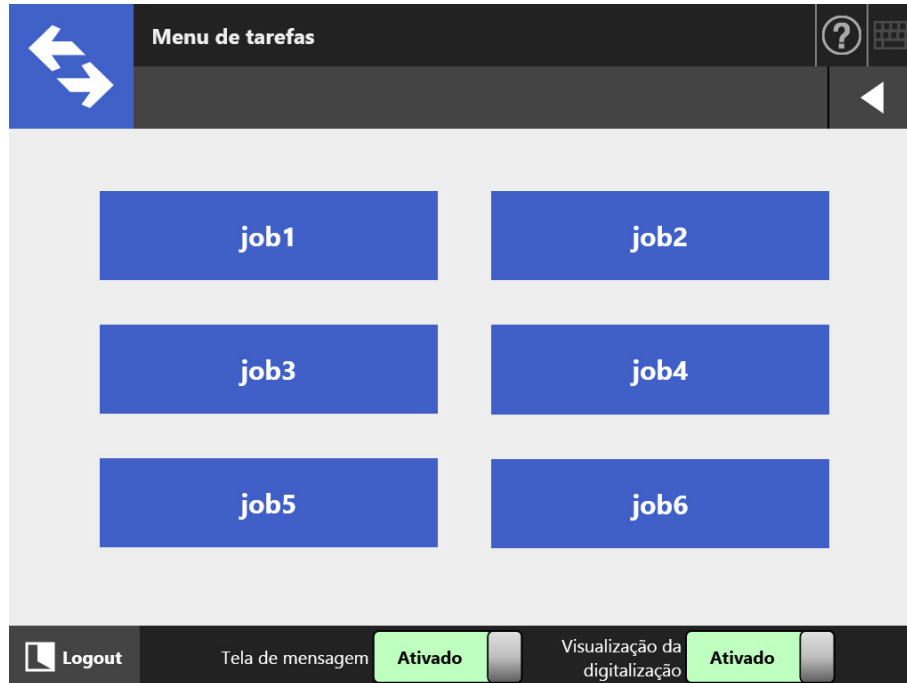 Menu de tarefas
?
job1
job2
job3
job4
job5
job6
Logout
Tela de mensagem
Ativado
Visualização da
digitalização
Ativado